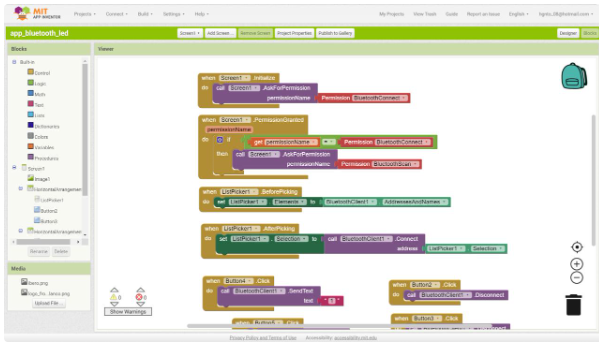 MIT
APP INVENTOR
Projects
Connect
Build
Settings
Help
My Projects
View Trash
Guide
Report an Issue
English
app_bluetooth_led
Screen1
Add Screen ...
Remove Screen
Project Properties
Publish to Gallery
Designer
Blocks
Blocks
Viewer
Built-in
Control
Logic
Math
Text
Lists
Dictionaries
Colors
Variables
Procedures
Screen1
Image1
HorizontalArrangement
ListPicker1
Button2
Button3
HorizontalArrangement
Rename
Delete
Media
Upload File ...
when Screen1 .Initialize
do call Screen1 .AskForPermission
permissionName Permission BluetoothConnect
when Screen1 .PermissionGranted
permissionName
do if get permissionName = Permission BluetoothConnect
then call Screen1 .AskForPermission
permissionName Permission BluetoothScan
when ListPicker1 .BeforePicking
do set ListPicker1 . Elements to BluetoothClient1 . AddressesAndNames
when ListPicker1 .AfterPicking
do set ListPicker1 . Selection to call BluetoothClient1 .Connect
address ListPicker1 . Selection
when Button4 .Click
do call BluetoothClient1 .SendText
text " 1 "
when Button2 .Click
do call BluetoothClient1 .Disconnect
when Button5 .Click
when Button3 .Click
0
0
Show Warnings
Privacy Policy and Terms of Use
Accessibility: accessibility.mit.edu